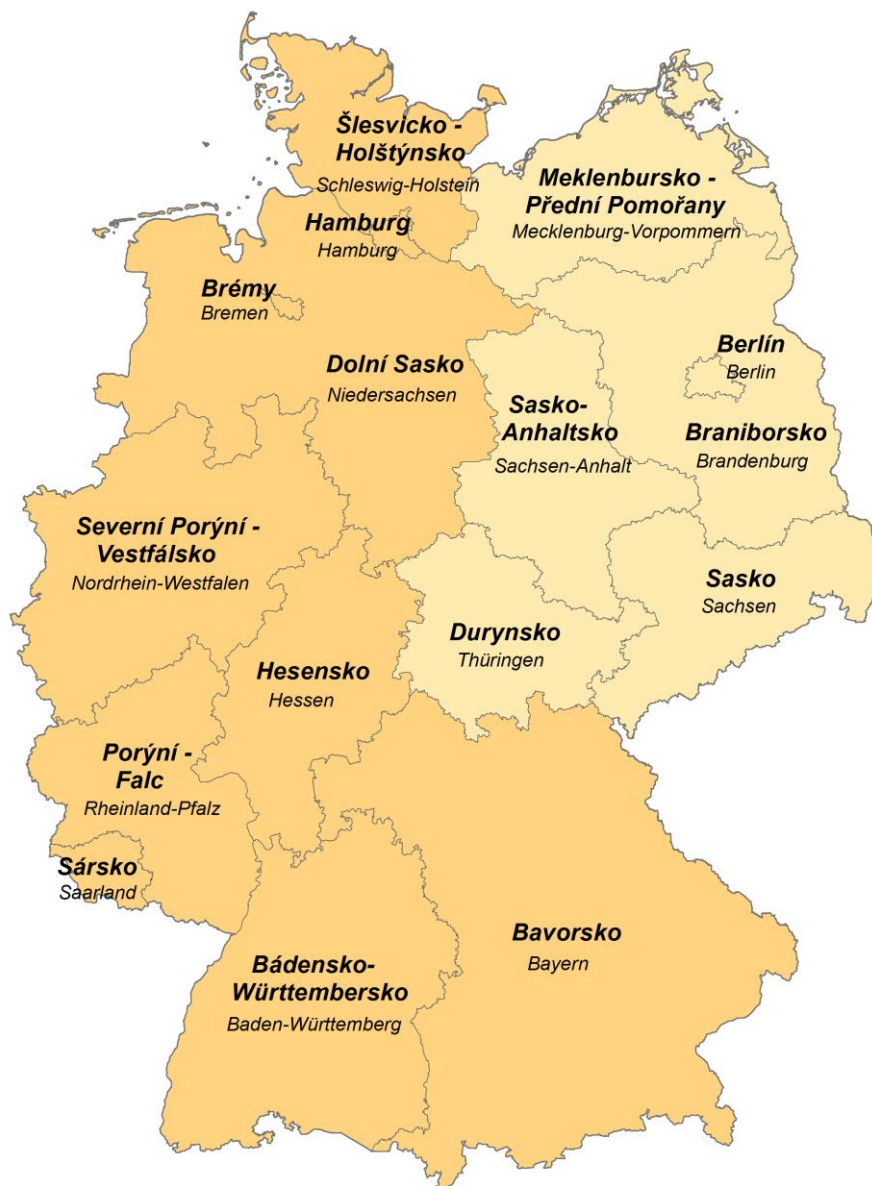 Šlesvicko -
Holštýnsko
Schleswig-Holstein
Meklenbursko -
Přední Pomořany
Mecklenburg-Vorpommern
Hamburg
Hamburg
Brémy
Bremen
Dolní Sasko
Niedersachsen
Berlín
Berlin
Sasko-
Anhaltsko
Sachsen-Anhalt
Braniborsko
Brandenburg
Severní Porýní -
Vestfálsko
Nordrhein-Westfalen
Sasko
Sachsen
Durynsko
Thüringen
Hesensko
Hessen
Porýní -
Falc
Rheinland-Pfalz
Sársko
Saarland
Bavorsko
Bayern
Bádensko-
Württembersko
Baden-Württemberg